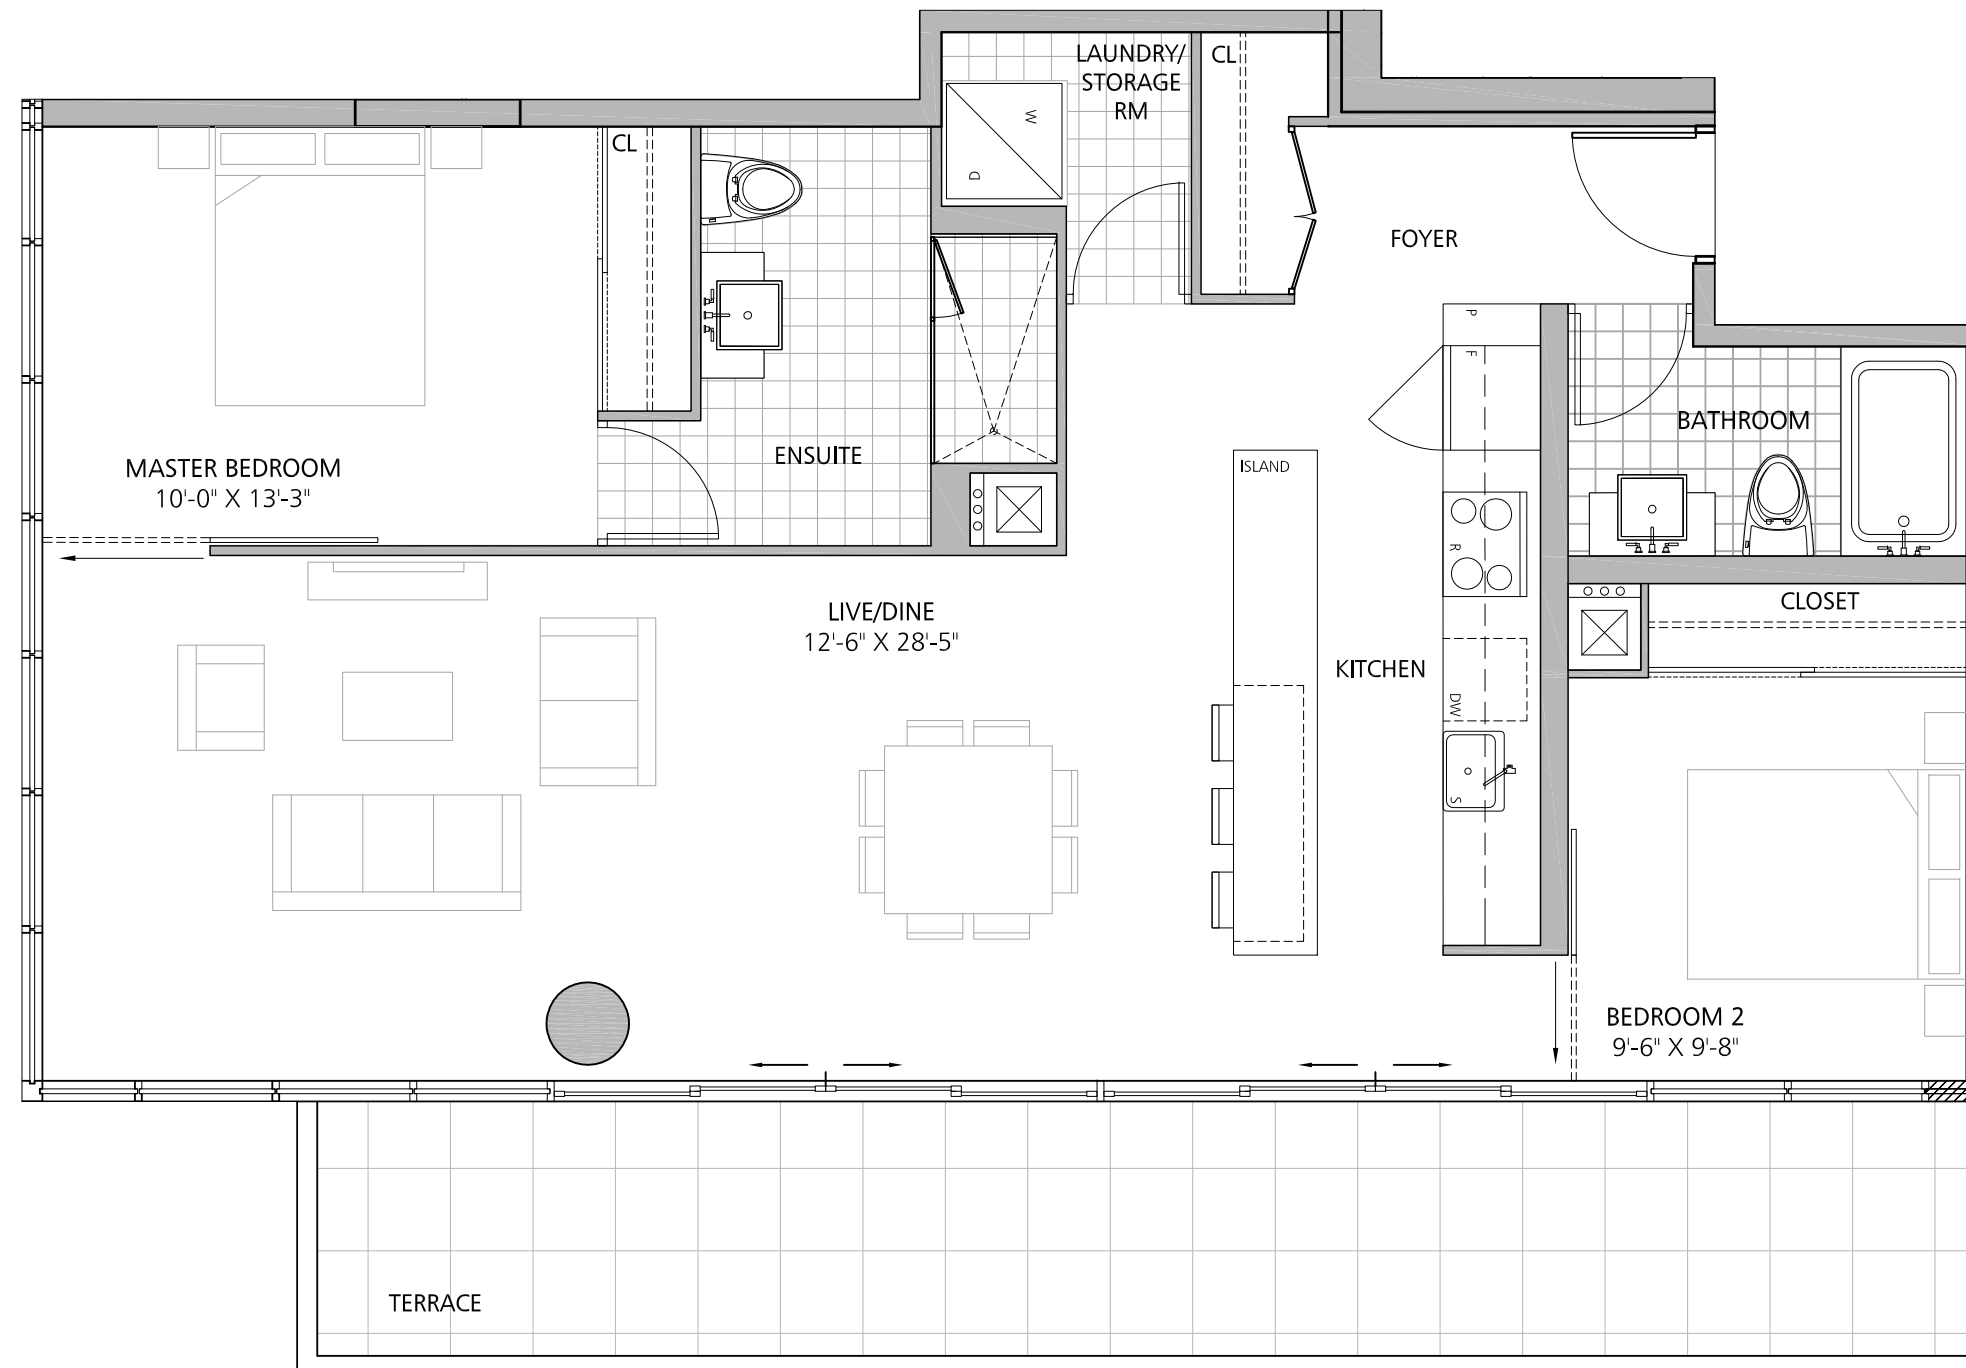 LAUNDRY/
STORAGE
RM
CL
W
D
CL
FOYER
P
F
ENSUITE
BATHROOM
MASTER BEDROOM
10'-0" X 13'-3"
ISLAND
R
LIVE/DINE
12'-6" X 28'-5"
CLOSET
KITCHEN
DW
S
BEDROOM 2
9'-6" X 9'-8"
TERRACE